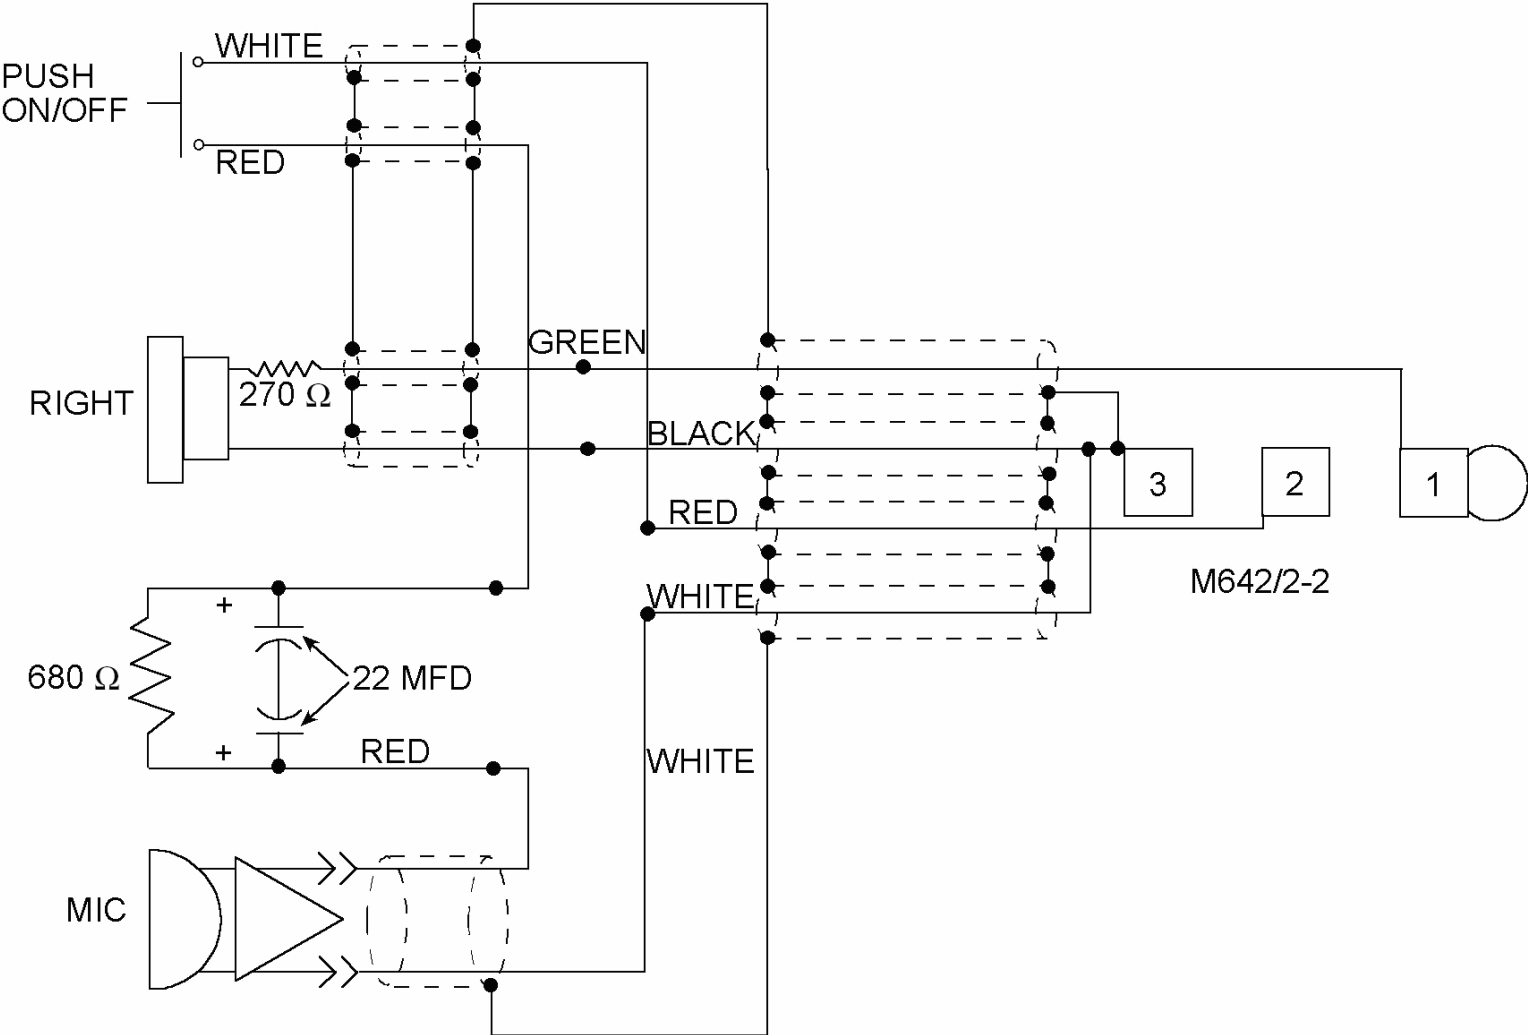 WHITE
PUSH
ON/OFF
RED
GREEN
270 Ω
RIGHT
BLACK
3
2
1
RED
M642/2-2
WHITE
+
680 Ω
22 MFD
+
RED
WHITE
MIC